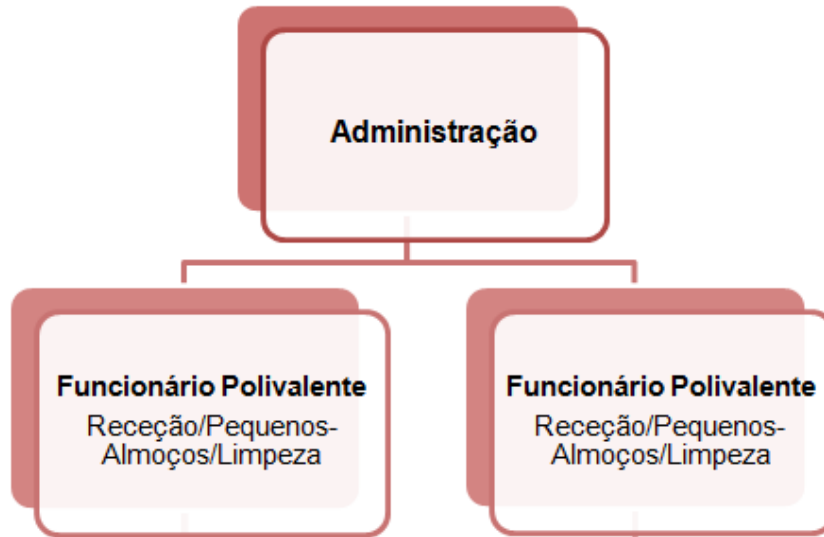 Administração
Funcionário Polivalente
Receção/Pequenos-
Almoços/Limpeza
Funcionário Polivalente
Receção/Pequenos-
Almoços/Limpeza